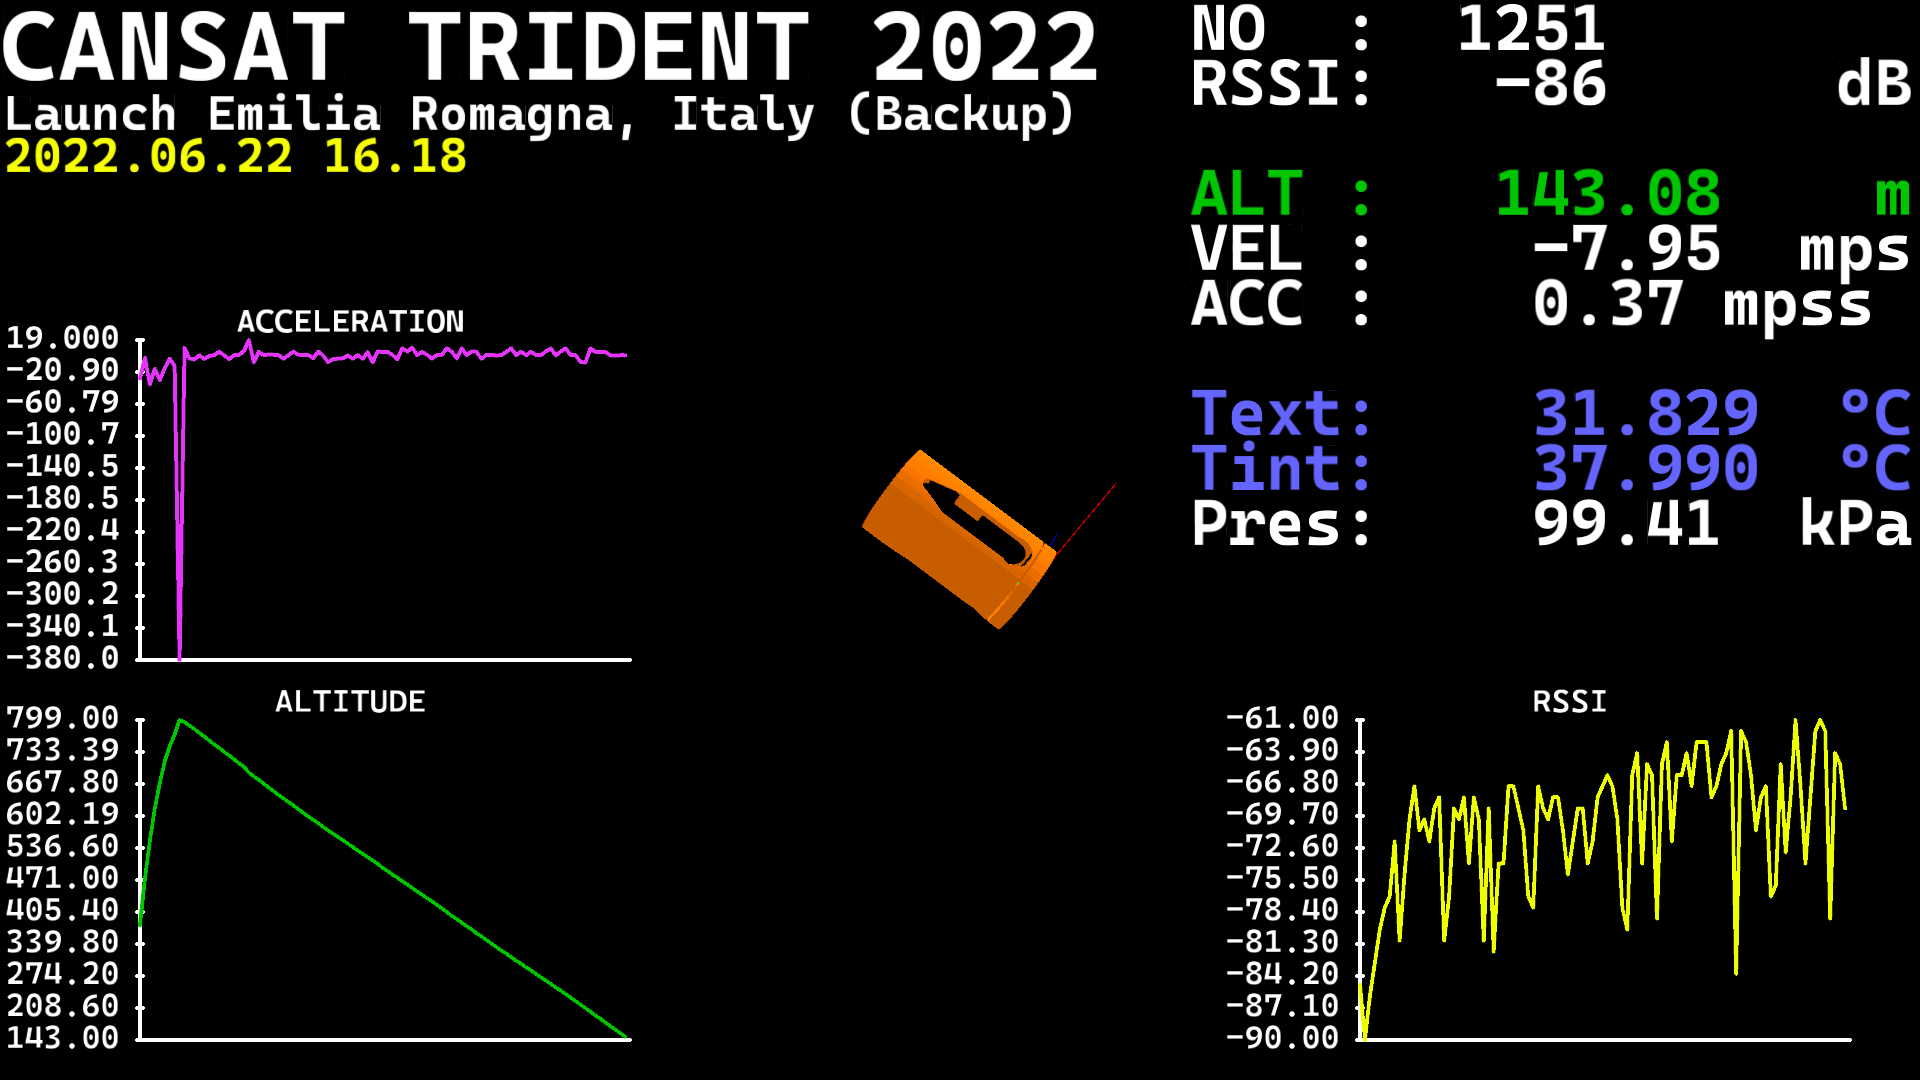 CANSAT TRIDENT 2022
Launch Emilia Romagna, Italy (Backup)
2022.06.22 16.18
NO : 1251
RSSI: -86 dB
ALT : 143.08 m
VEL : -7.95 mps
ACC : 0.37 mpss
Text: 31.829 °C
Tint: 37.990 °C
Pres: 99.41 kPa
ACCELERATION
19.000
-20.90
-60.79
-100.7
-140.5
-180.5
-220.4
-260.3
-300.2
-340.1
-380.0
ALTITUDE
799.00
733.39
667.80
602.19
536.60
471.00
405.40
339.80
274.20
208.60
143.00
RSSI
-61.00
-63.90
-66.80
-69.70
-72.60
-75.50
-78.40
-81.30
-84.20
-87.10
-90.00